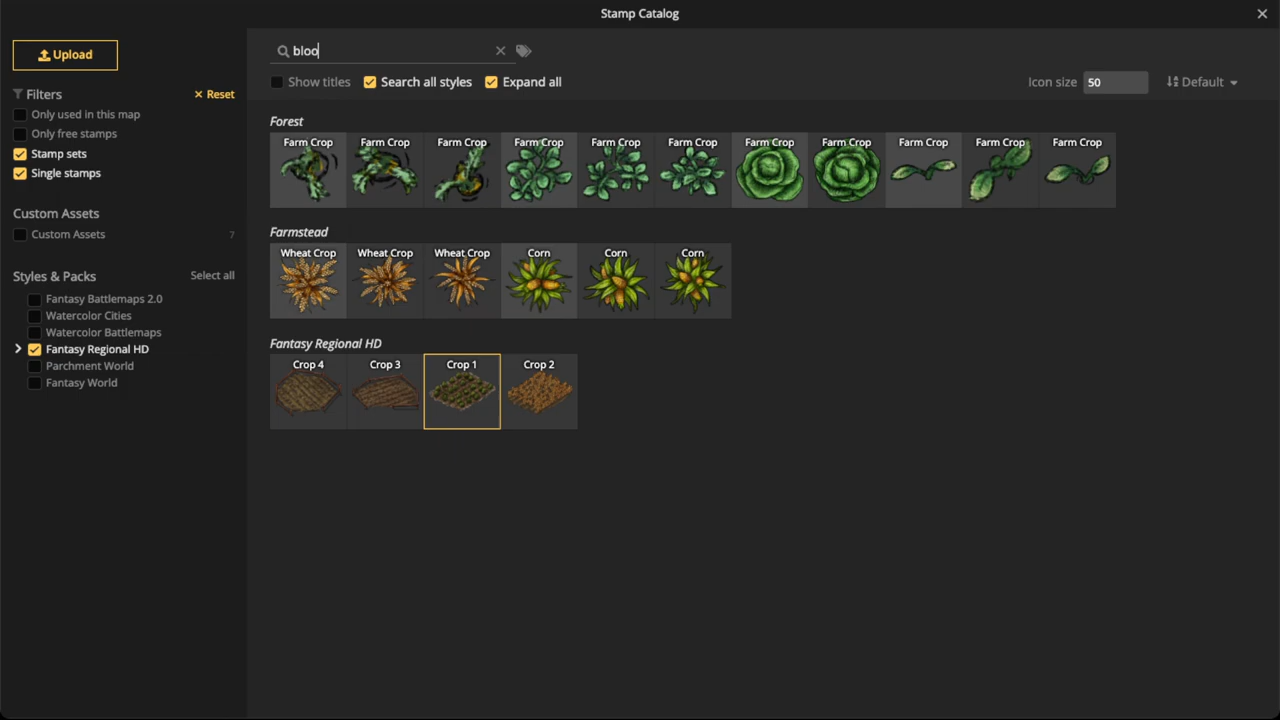 Stamp Catalog
Upload
bloo
Show titles Search all styles Expand all Icon size 50 Default
Filters Reset
Only used in this map
Only free stamps
Stamp sets
Single stamps
Custom Assets
Custom Assets 7
Styles & Packs Select all
Fantasy Battlemaps 2.0
Watercolor Cities
Watercolor Battlemaps
Fantasy Regional HD
Parchment World
Fantasy World
Forest
Farm Crop Farm Crop Farm Crop Farm Crop Farm Crop Farm Crop Farm Crop Farm Crop Farm Crop Farm Crop Farm Crop
Farmstead
Wheat Crop Wheat Crop Wheat Crop Corn Corn Corn
Fantasy Regional HD
Crop 4 Crop 3 Crop 1 Crop 2